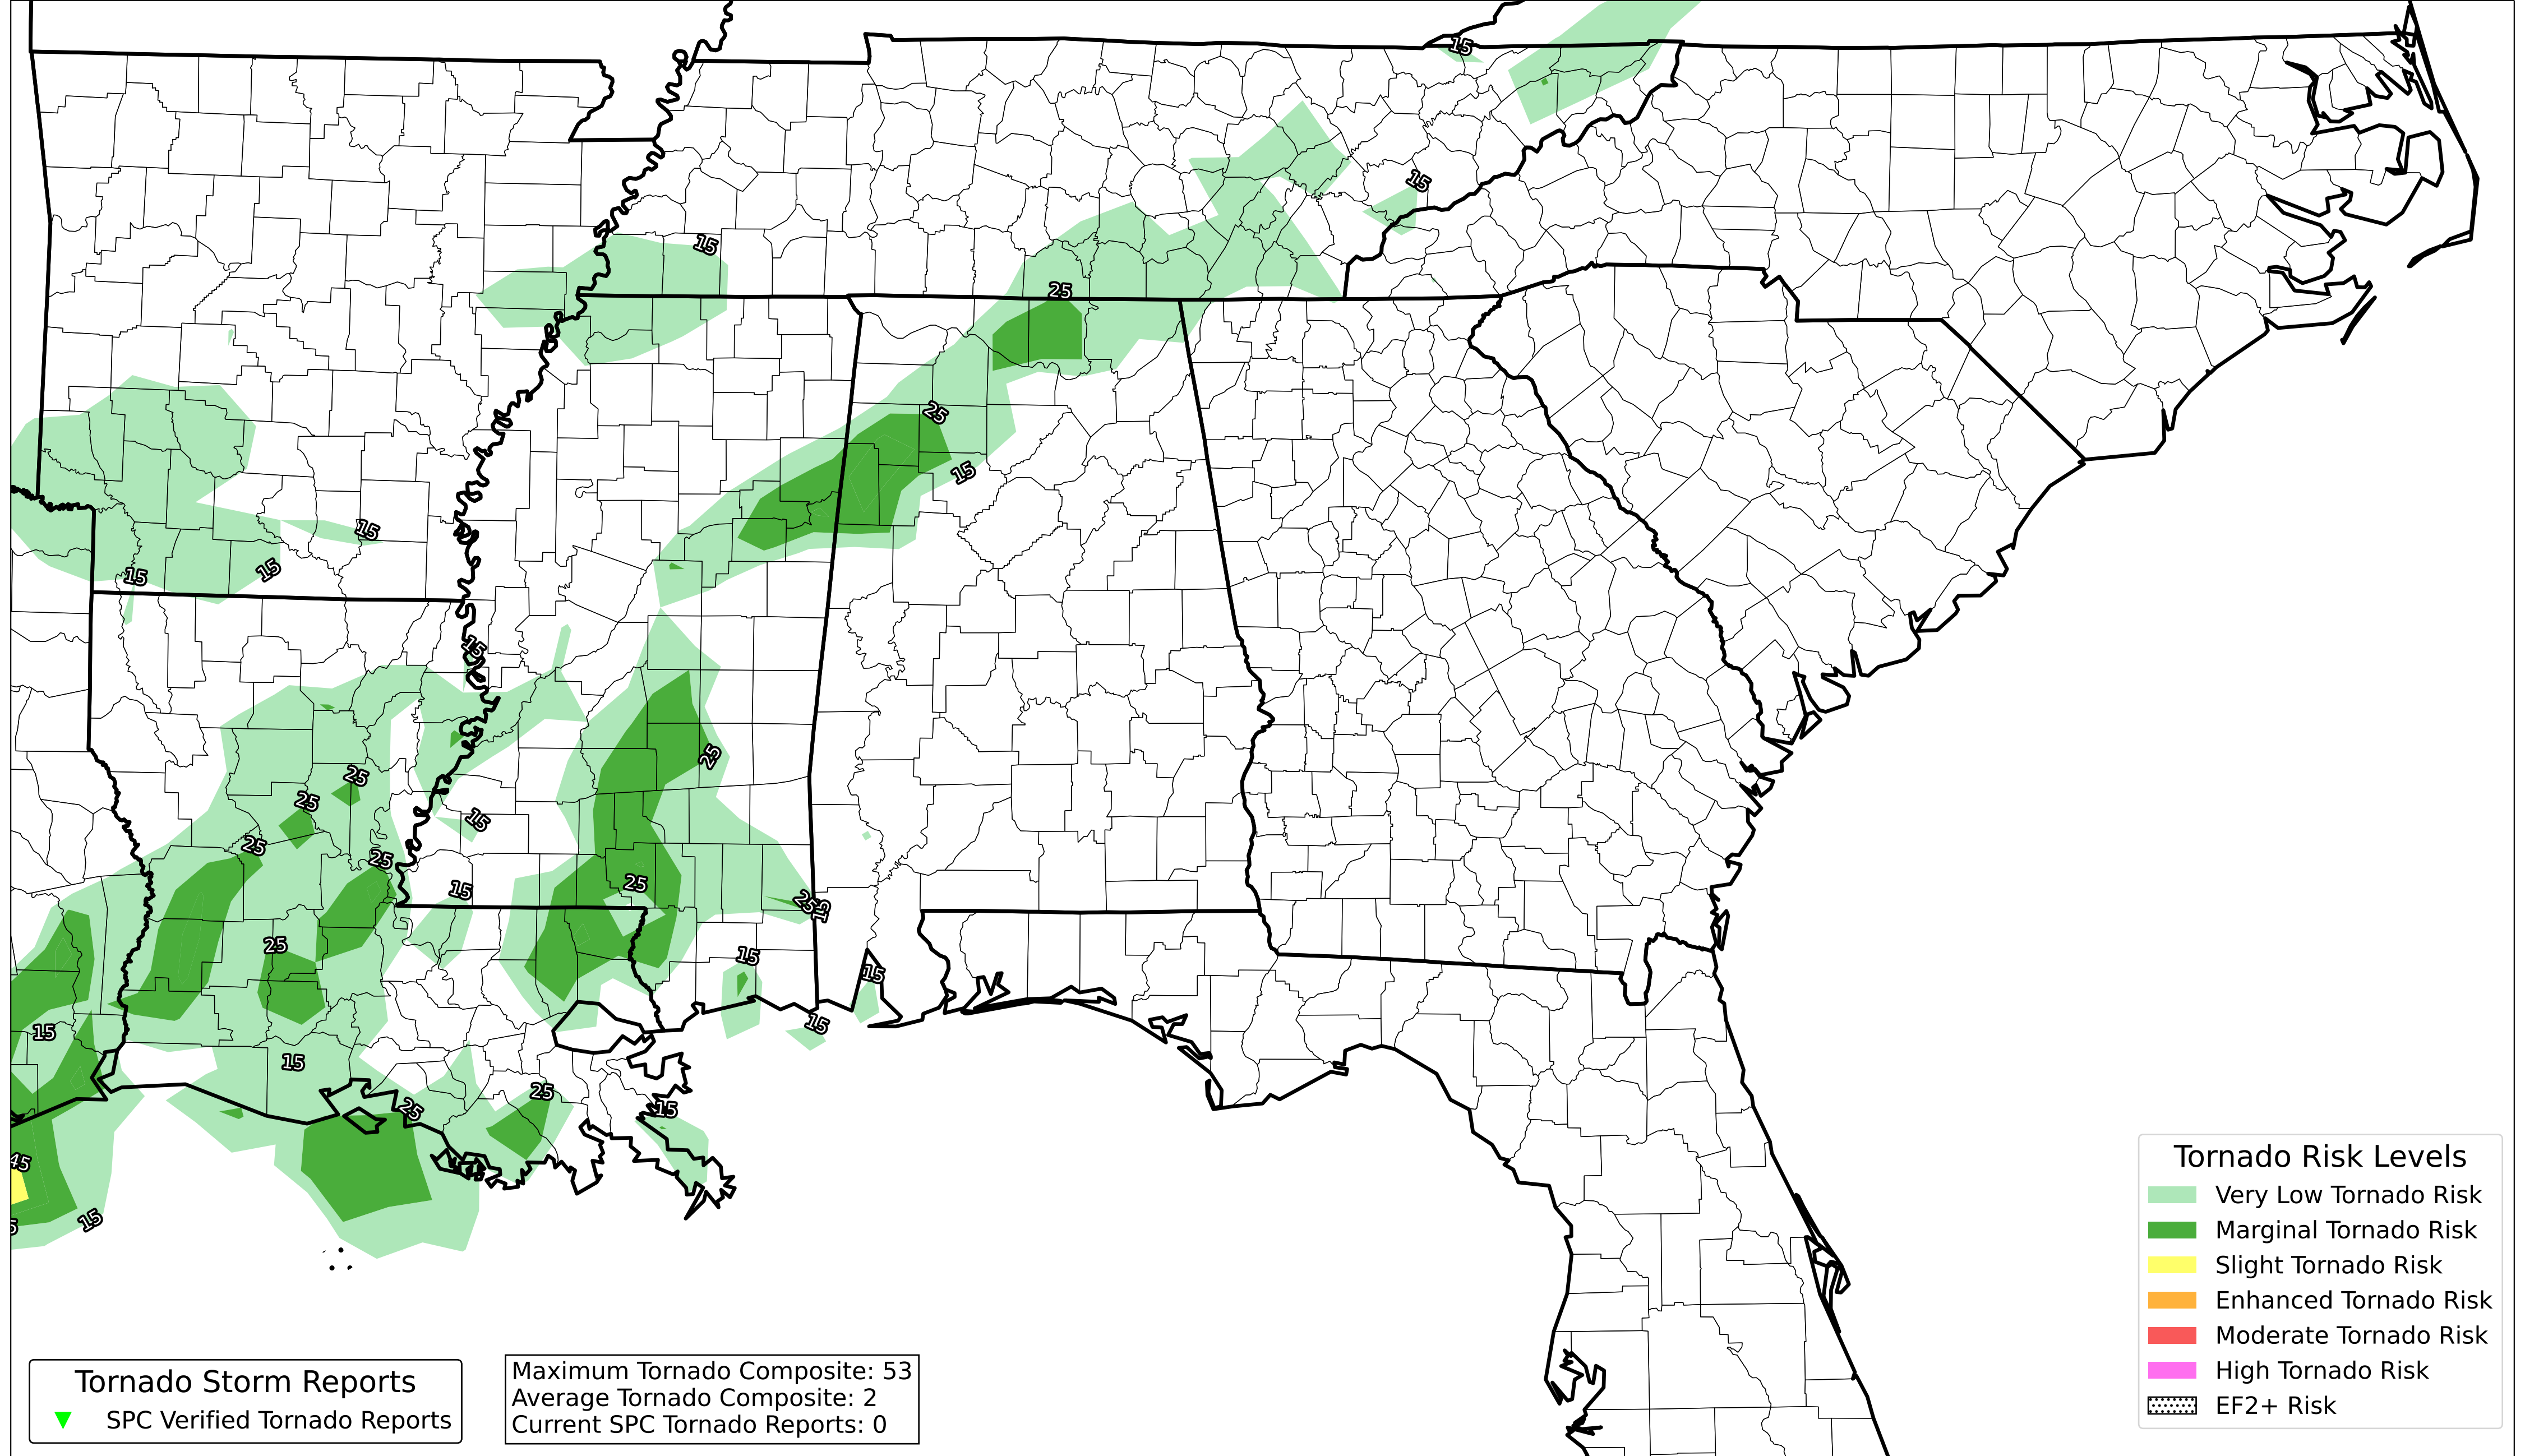 15
15
15
25
25
15
15
15
15
15
25
25
25
15
25
25
25
15
25
15
25
15
15
15
15
15
25
25
15
45
15
Tornado Risk Levels
Very Low Tornado Risk
Marginal Tornado Risk
Slight Tornado Risk
Enhanced Tornado Risk
Moderate Tornado Risk
High Tornado Risk
EF2+ Risk
Tornado Storm Reports
SPC Verified Tornado Reports
Maximum Tornado Composite: 53
Average Tornado Composite: 2
Current SPC Tornado Reports: 0